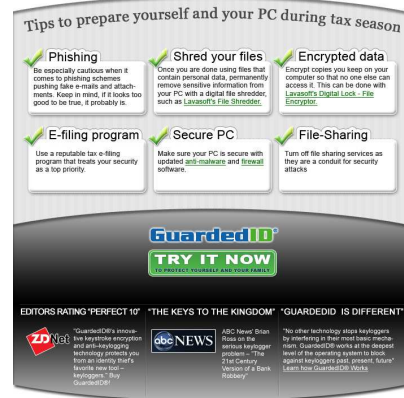 Tips to prepare yourself and your PC during tax season
Phishing
Be especially cautious when it
comes to phishing schemes
pushing fake e-mails and attach-
ments. Keep in mind, if it looks too
good to be true, it probably is.
Shred your files
Once you are done using files that
contain personal data, permanently
remove sensitive information from
your PC with a digital file shredder,
such as Lavasoft's File Shredder.
Encrypted data
Encrypt copies you keep on your
computer so that no one else can
access it. This can be done with
Lavasoft's Digital Lock - File
Encryptor.
E-filing program
Use a reputable tax e-filing
program that treats your security
as a top priority.
Secure PC
Make sure your PC is secure with
updated anti-malware and firewall
software.
File-Sharing
Turn off file sharing services as
they are a conduit for security
attacks
GuardedID®
TRY IT NOW
TO PROTECT YOURSELF AND YOUR FAMILY
EDITORS RATING "PERFECT 10"
ZDNet
"GuardedID®'s innova-
tive keystroke encryption
and anti-keylogging
technology protects you
from an identity thief's
favorite new tool –
keyloggers." Buy
GuardedID®!
"THE KEYS TO THE KINGDOM"
abc NEWS
ABC News' Brian
Ross on the
serious keylogger
problem – "The
21st Century
Version of a Bank
Robbery"
"GUARDEDID IS DIFFERENT"
"No other technology stops keyloggers
by interfering in their most basic mecha-
nism. GuardedID® works at the deepest
level of the operating system to block
against keyloggers past, present, future"
Learn how GuardedID® Works